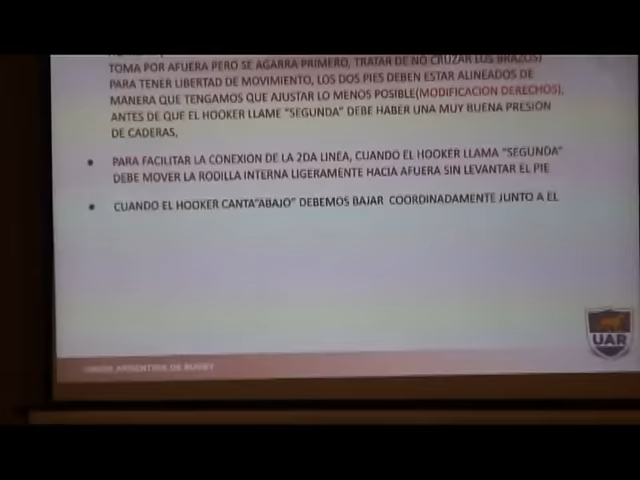 TOMA POR AFUERA PERO SE AGARRA PRIMERO, TRATAR DE NO CRUZAR LOS BRAZOS)
PARA TENER LIBERTAD DE MOVIMIENTO, LOS DOS PIES DEBEN ESTAR ALINEADOS DE
MANERA QUE TENGAMOS QUE AJUSTAR LO MENOS POSIBLE(MODIFICACION DERECHOS),
ANTES DE QUE EL HOOKER LLAME "SEGUNDA" DEBE HABER UNA MUY BUENA PRESION
DE CADERAS,
• PARA FACILITAR LA CONEXION DE LA 2DA LINEA, CUANDO EL HOOKER LLAMA "SEGUNDA"
DEBE MOVER LA RODILLA INTERNA LIGERAMENTE HACIA AFUERA SIN LEVANTAR EL PIE
• CUANDO EL HOOKER CANTA"ABAJO" DEBEMOS BAJAR COORDINADAMENTE JUNTO A EL
UAR
UNION ARGENTINA DE RUGBY